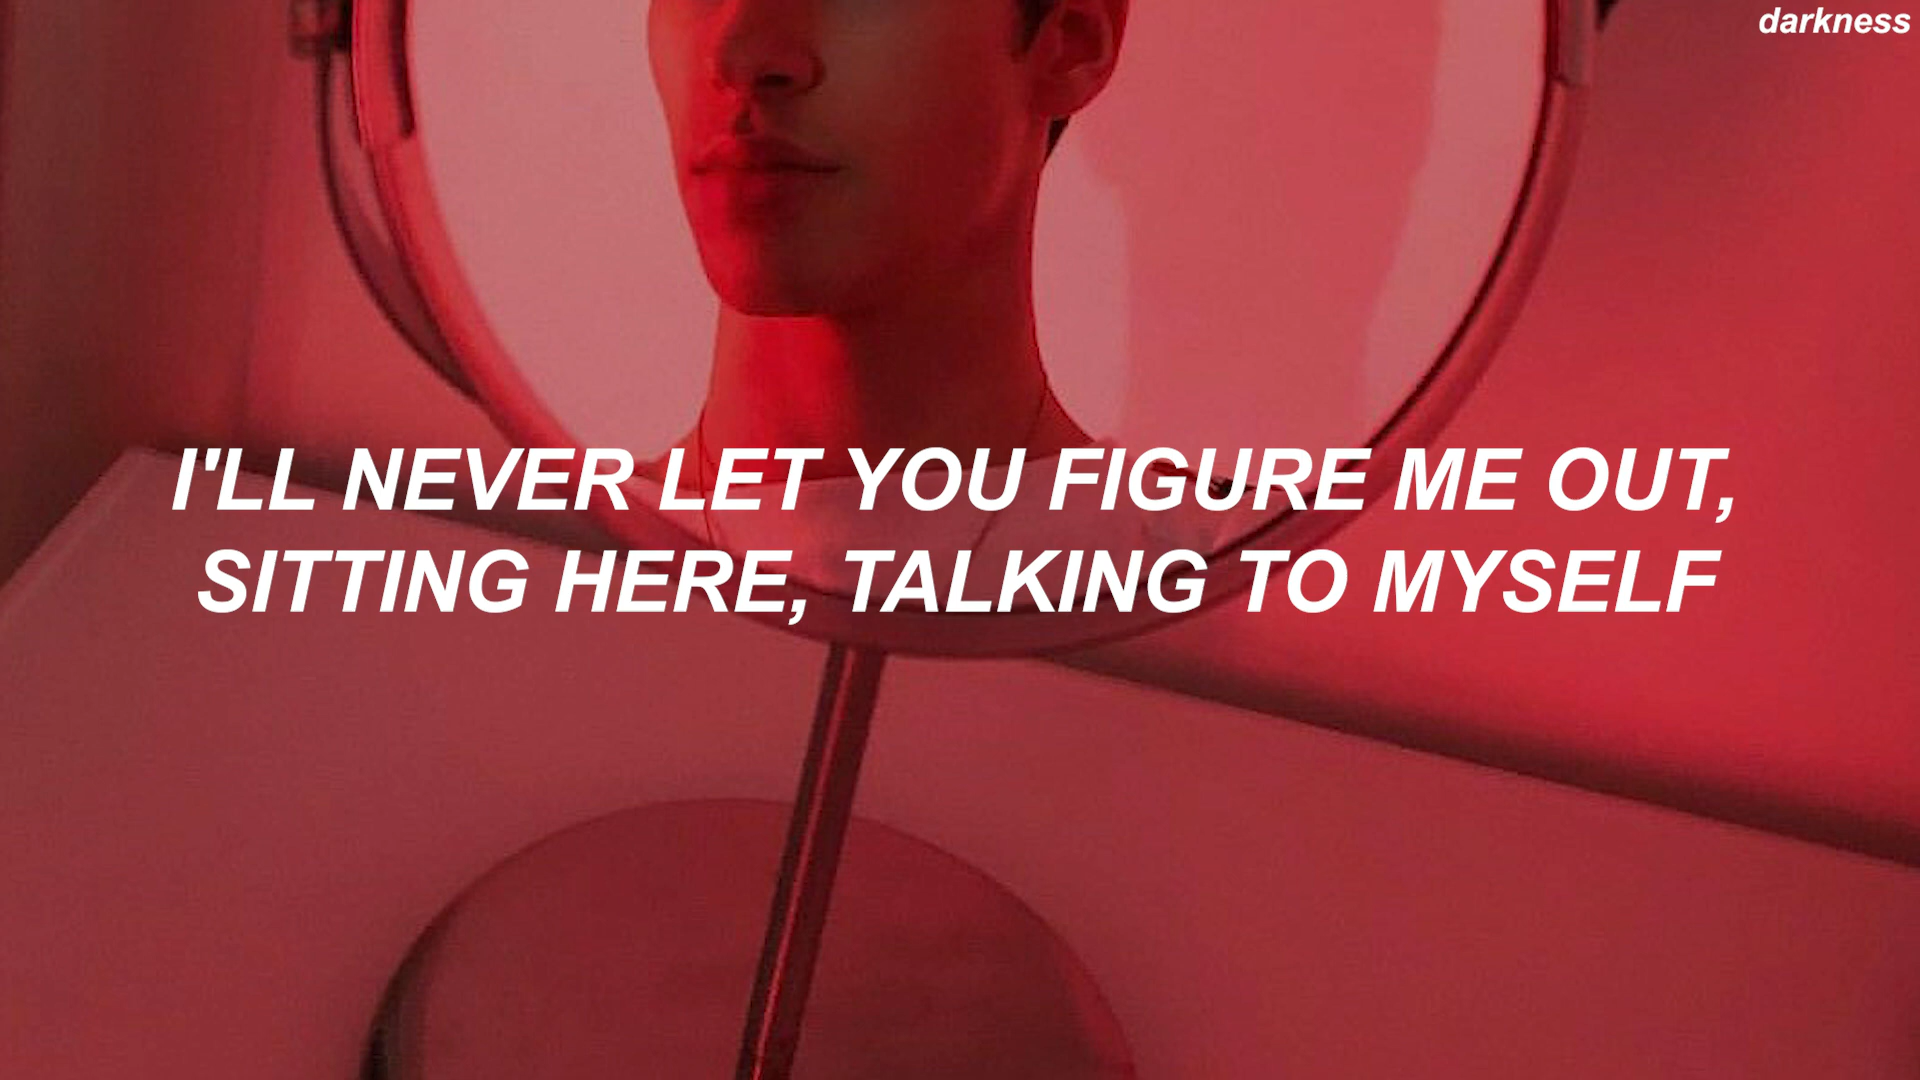 darkness
I'LL NEVER LET YOU FIGURE ME OUT,
SITTING HERE, TALKING TO MYSELF